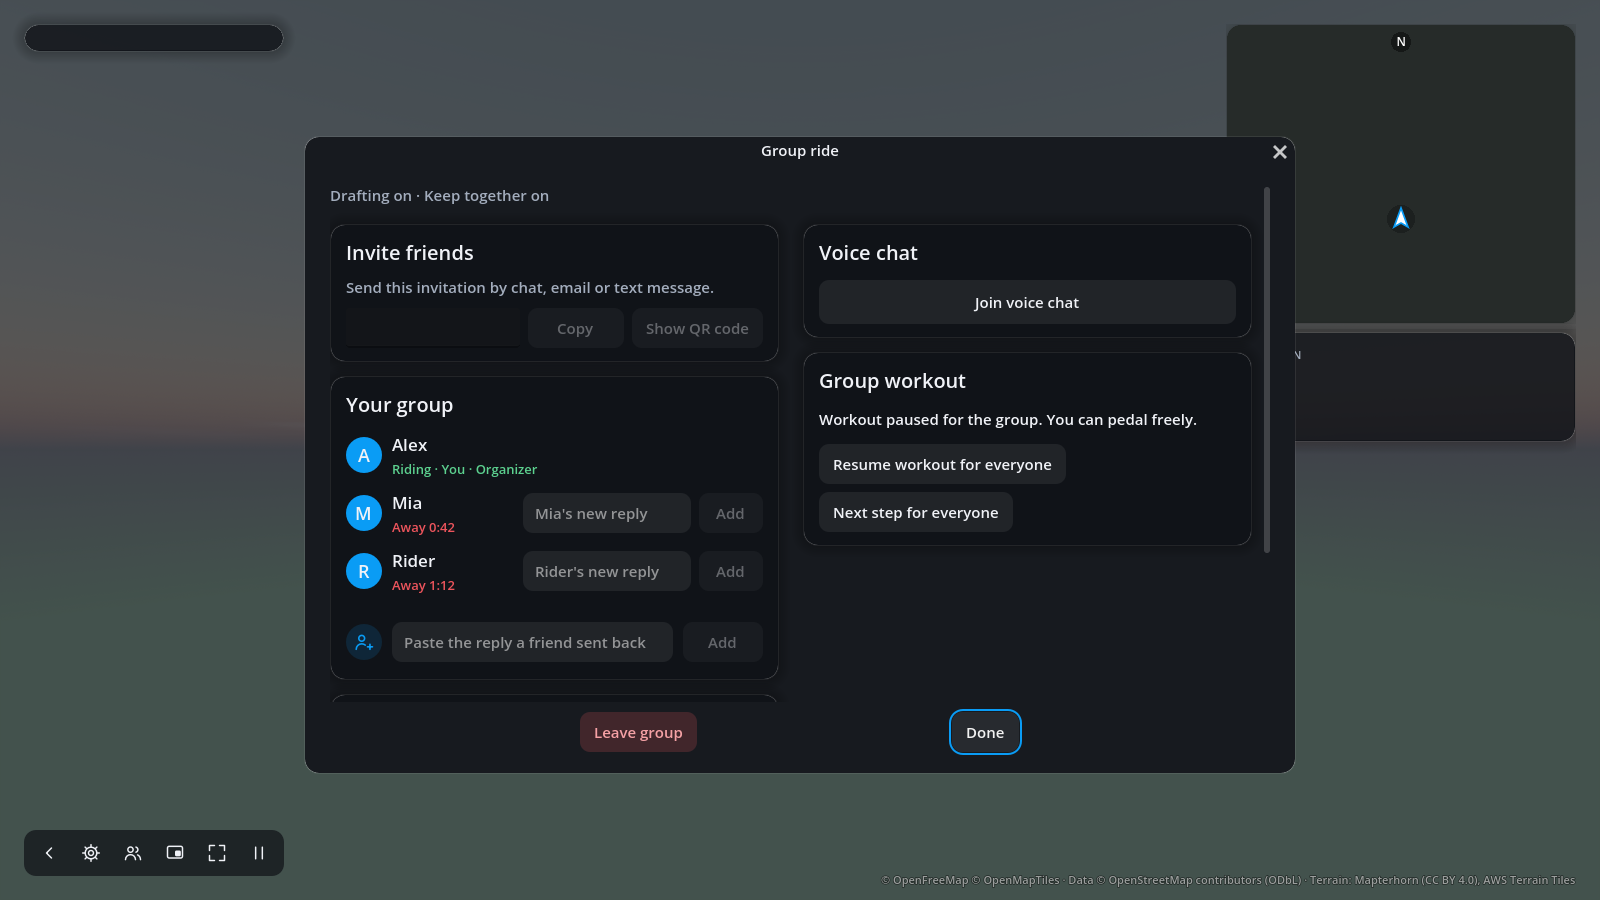 N
Group ride
Drafting on · Keep together on
Invite friends
Send this invitation by chat, email or text message.
Copy
Show QR code
Your group
A
Alex
Riding · You · Organizer
M
Mia
Away 0:42
Mia's new reply
Add
R
Rider
Away 1:12
Rider's new reply
Add
Paste the reply a friend sent back
Add
Voice chat
Join voice chat
Group workout
Workout paused for the group. You can pedal freely.
Resume workout for everyone
Next step for everyone
N
Leave group
Done
© OpenFreeMap © OpenMapTiles · Data © OpenStreetMap contributors (ODbL) · Terrain: Mapterhorn (CC BY 4.0), AWS Terrain Tiles